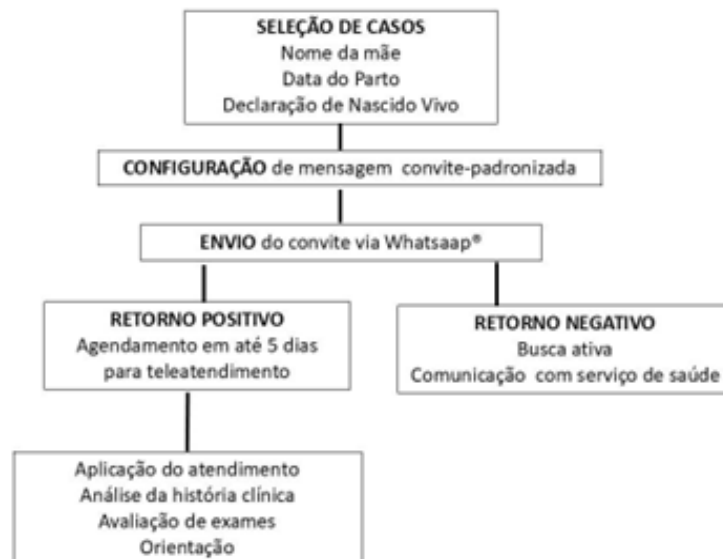 SELEÇÃO DE CASOS
Nome da mãe
Data do Parto
Declaração de Nascido Vivo
CONFIGURAÇÃO de mensagem convite-padronizada
ENVIO do convite via Whatsaap®
RETORNO POSITIVO
Agendamento em até 5 dias
para teleatendimento
RETORNO NEGATIVO
Busca ativa
Comunicação com serviço de saúde
Aplicação do atendimento
Análise da história clínica
Avaliação de exames
Orientação